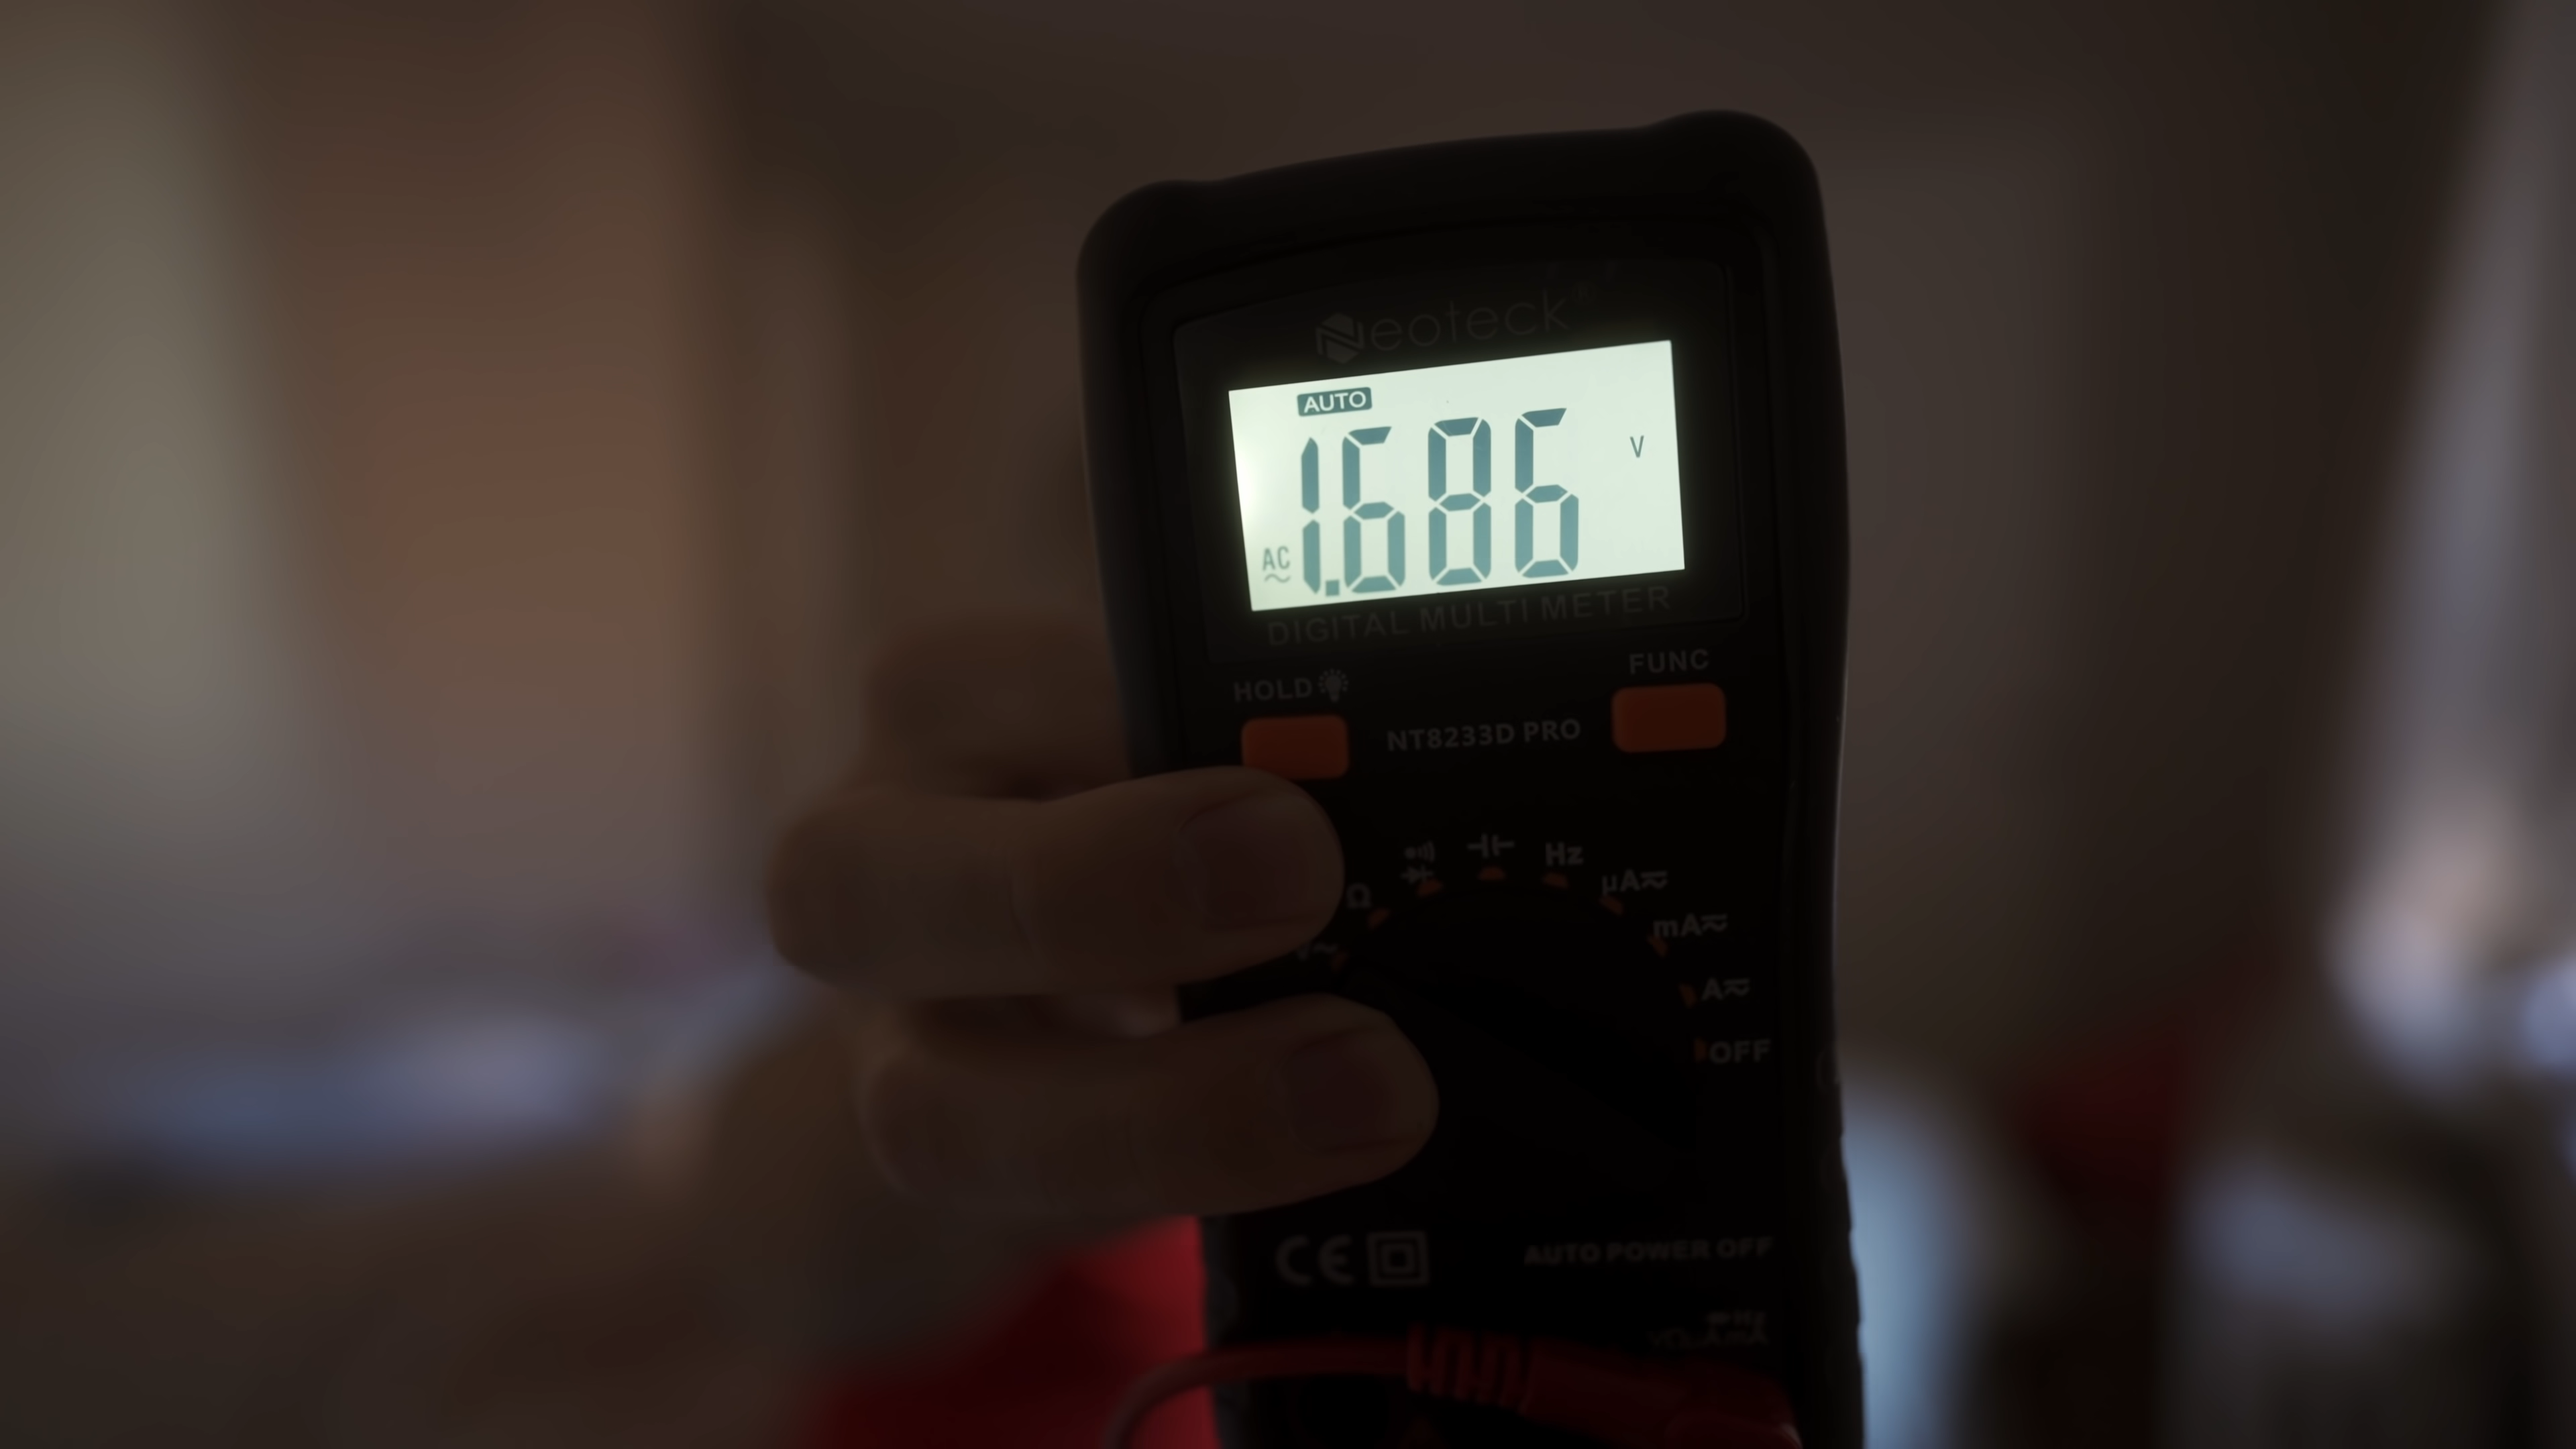 Neoteck®
AUTO
AC 1.686 V
DIGITAL MULTI METER
HOLD FUNC
NT8233D PRO
Ω Hz µA
mA
A
OFF
CE AUTO POWER OFF